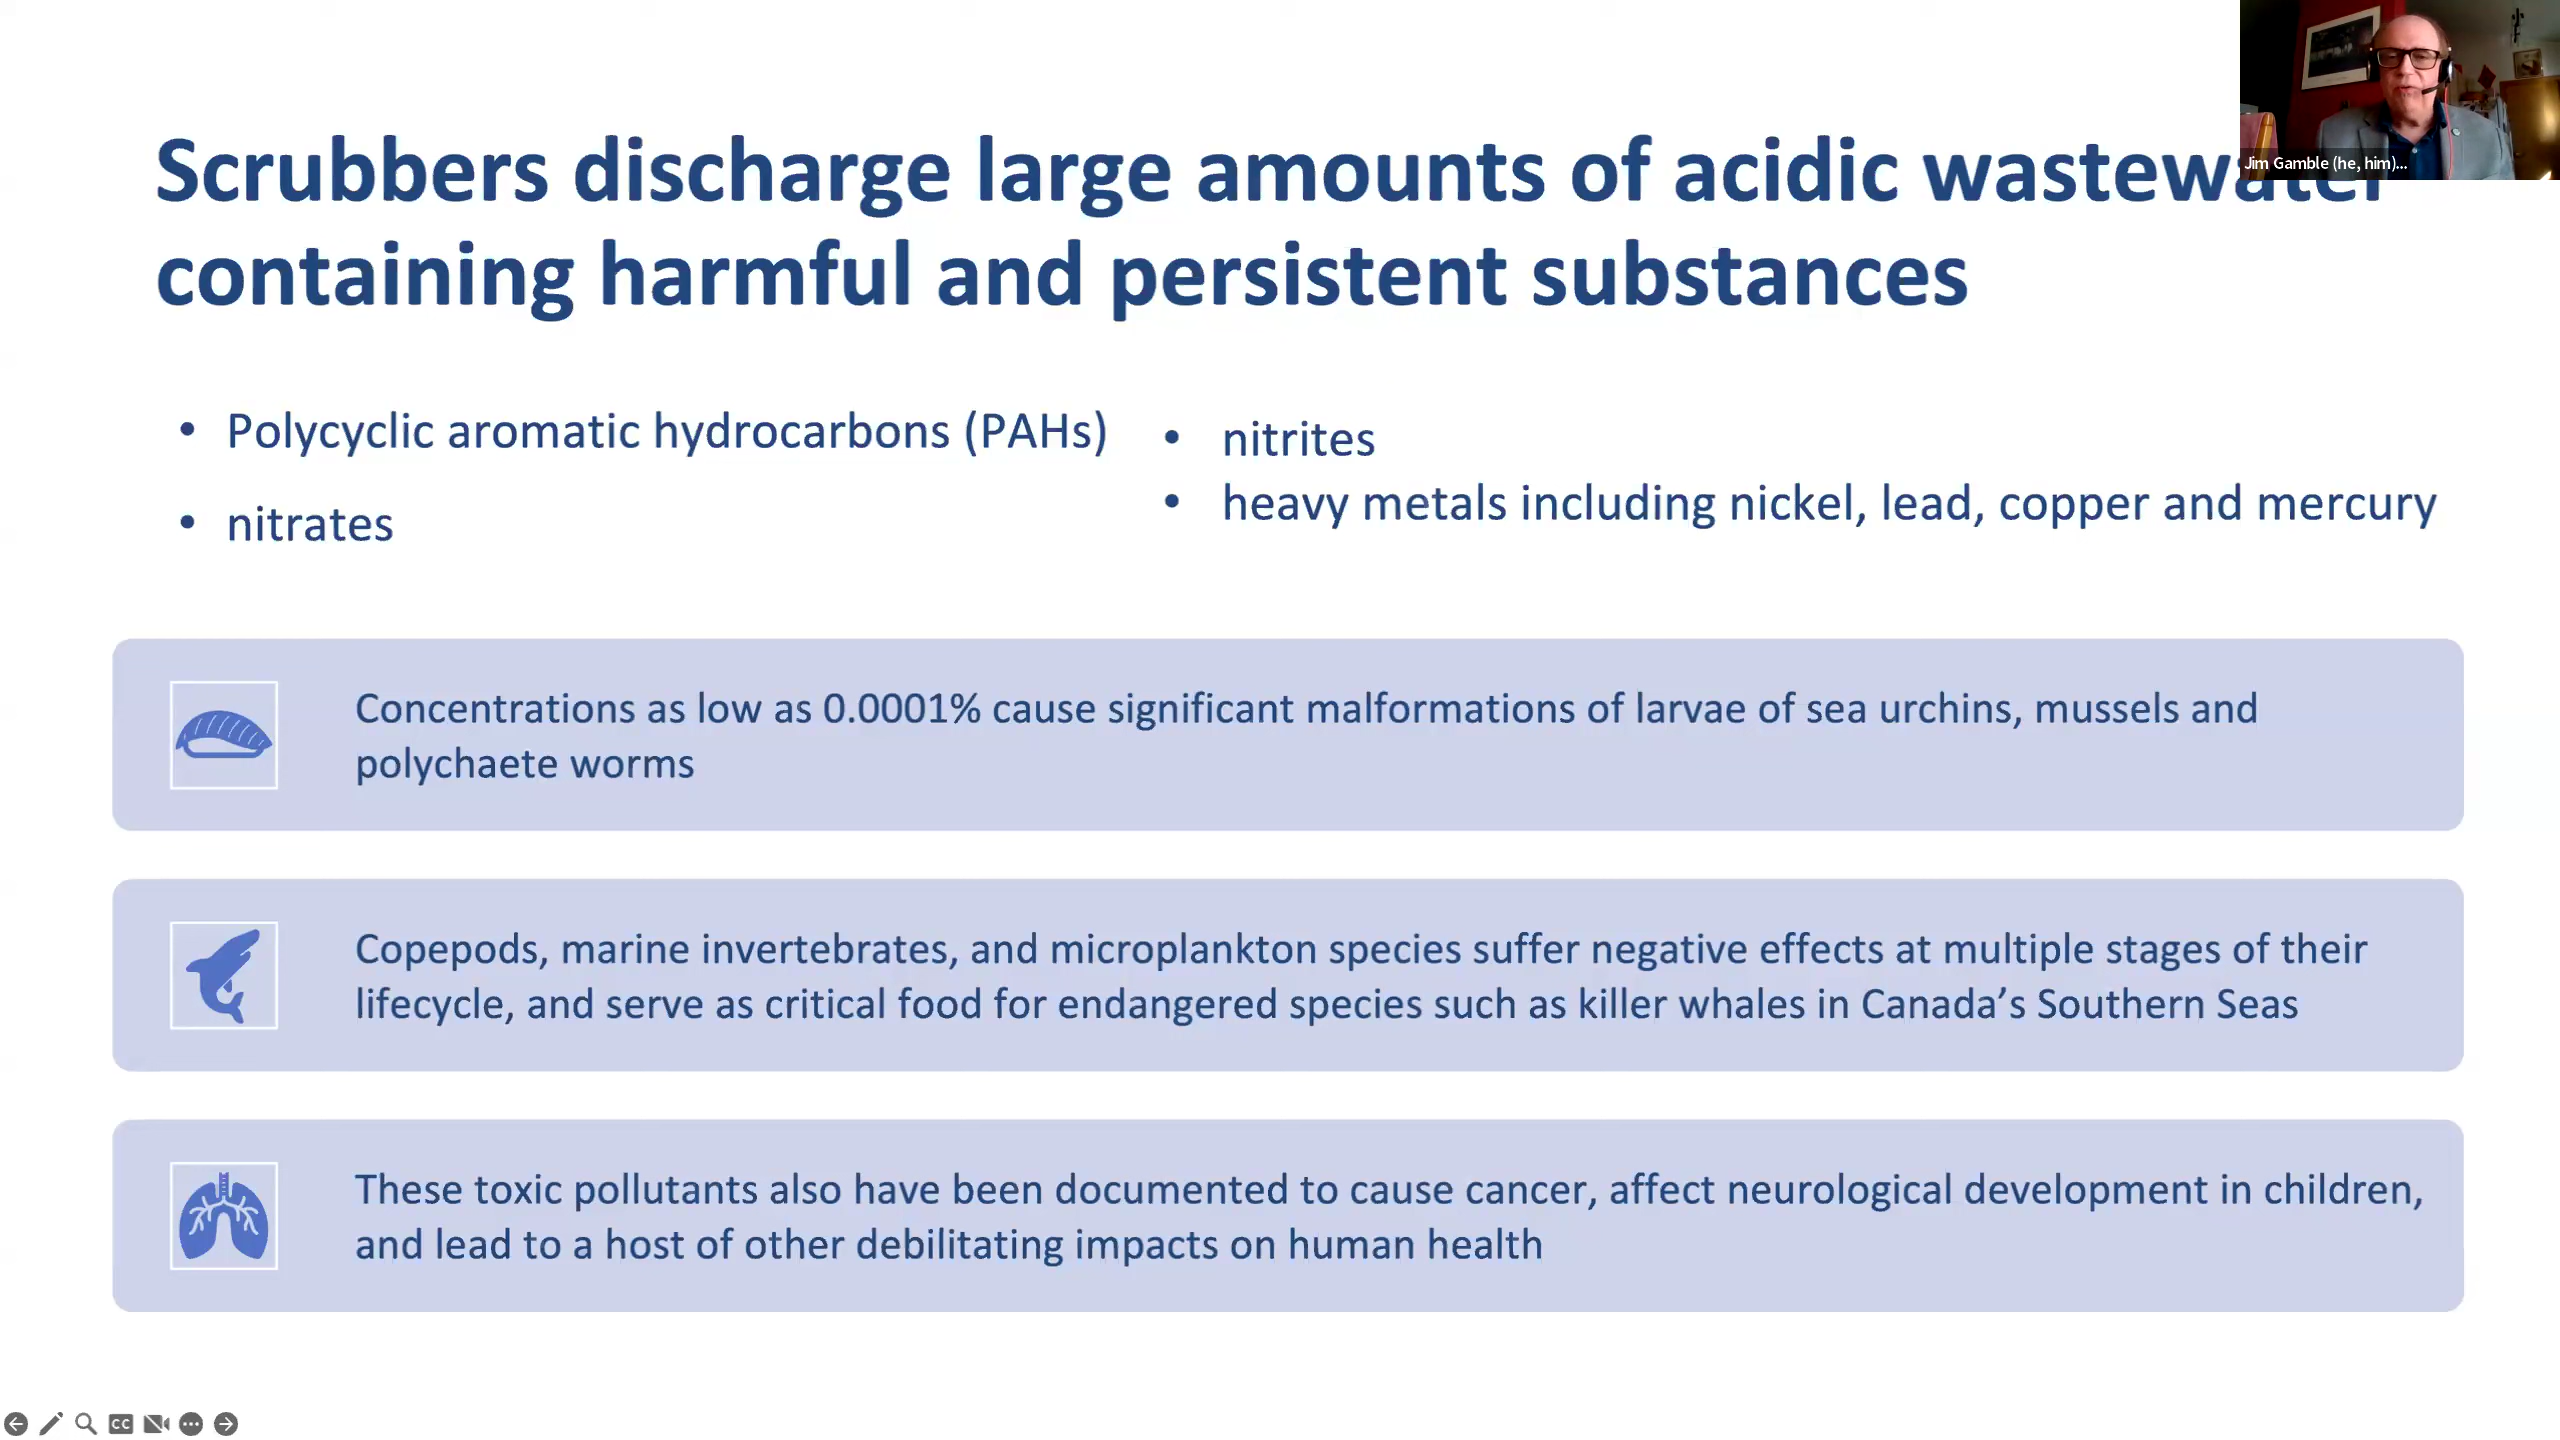 Scrubbers discharge large amounts of acidic wastewater
containing harmful and persistent substances
Jim Gamble (he, him)...
• Polycyclic aromatic hydrocarbons (PAHs)
• nitrates
• nitrites
• heavy metals including nickel, lead, copper and mercury
Concentrations as low as 0.0001% cause significant malformations of larvae of sea urchins, mussels and
polychaete worms
Copepods, marine invertebrates, and microplankton species suffer negative effects at multiple stages of their
lifecycle, and serve as critical food for endangered species such as killer whales in Canada’s Southern Seas
These toxic pollutants also have been documented to cause cancer, affect neurological development in children,
and lead to a host of other debilitating impacts on human health
CC